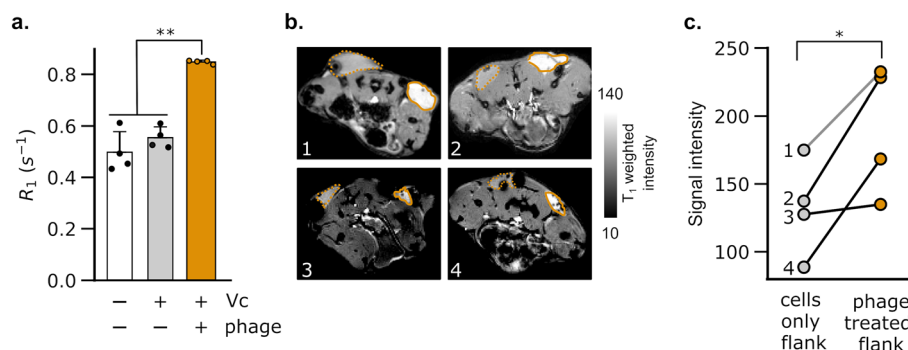 a.
**
R1 (s−1)
0.8
0.6
0.4
0.2
0.0
− + + Vc
− − + phage
b.
1
2
3
4
140
T1 weighted
intensity
10
c.
*
Signal intensity
250
200
150
100
1
2
3
4
cells
only
flank
phage
treated
flank